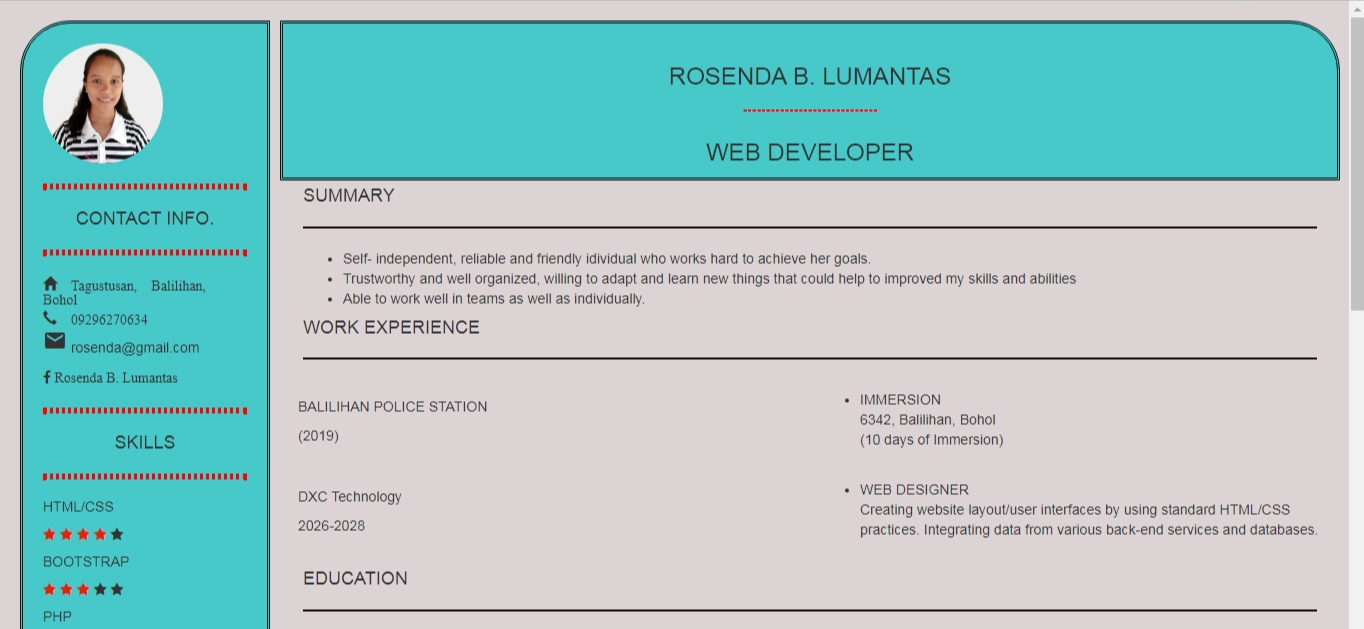 ROSENDA B. LUMANTAS
WEB DEVELOPER
CONTACT INFO.
Tagustusan, Balilihan,
Bohol
09296270634
rosenda@gmail.com
Rosenda B. Lumantas
SKILLS
HTML/CSS
BOOTSTRAP
PHP
SUMMARY
Self- independent, reliable and friendly idividual who works hard to achieve her goals.
Trustworthy and well organized, willing to adapt and learn new things that could help to improved my skills and abilities
Able to work well in teams as well as individually.
WORK EXPERIENCE
BALILIHAN POLICE STATION
(2019)
IMMERSION
6342, Balilihan, Bohol
(10 days of Immersion)
DXC Technology
2026-2028
WEB DESIGNER
Creating website layout/user interfaces by using standard HTML/CSS
practices. Integrating data from various back-end services and databases.
EDUCATION